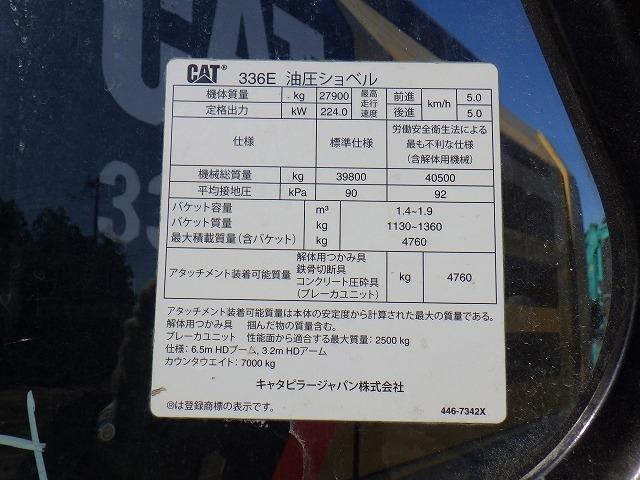 CAT
33
CAT® 336E 油圧ショベル
機体質量 kg 27900 最高走行速度 前進 km/h 5.0
定格出力 kW 224.0 後進 5.0
仕様 標準仕様 労働安全衛生法による
最も不利な仕様
(含解体用機械)
機械総質量 kg 39800 40500
平均接地圧 kPa 90 92
バケット容量 m³ 1.4~1.9
バケット質量 kg 1130~1360
最大積載質量(含バケット) kg 4760
アタッチメント装着可能質量 解体用つかみ具 kg 4760
鉄骨切断具
コンクリート圧砕具
(ブレーカユニット)
アタッチメント装着可能質量は本体の安定度から計算された最大の質量である。
解体用つかみ具 掴んだ物の質量含む。
ブレーカユニット 性能面から適合する最大質量: 2500 kg
仕様: 6.5m HDブーム, 3.2m HDアーム
カウンタウエイト: 7000 kg
キャタピラージャパン株式会社
®は登録商標の表示です。
446-7342X